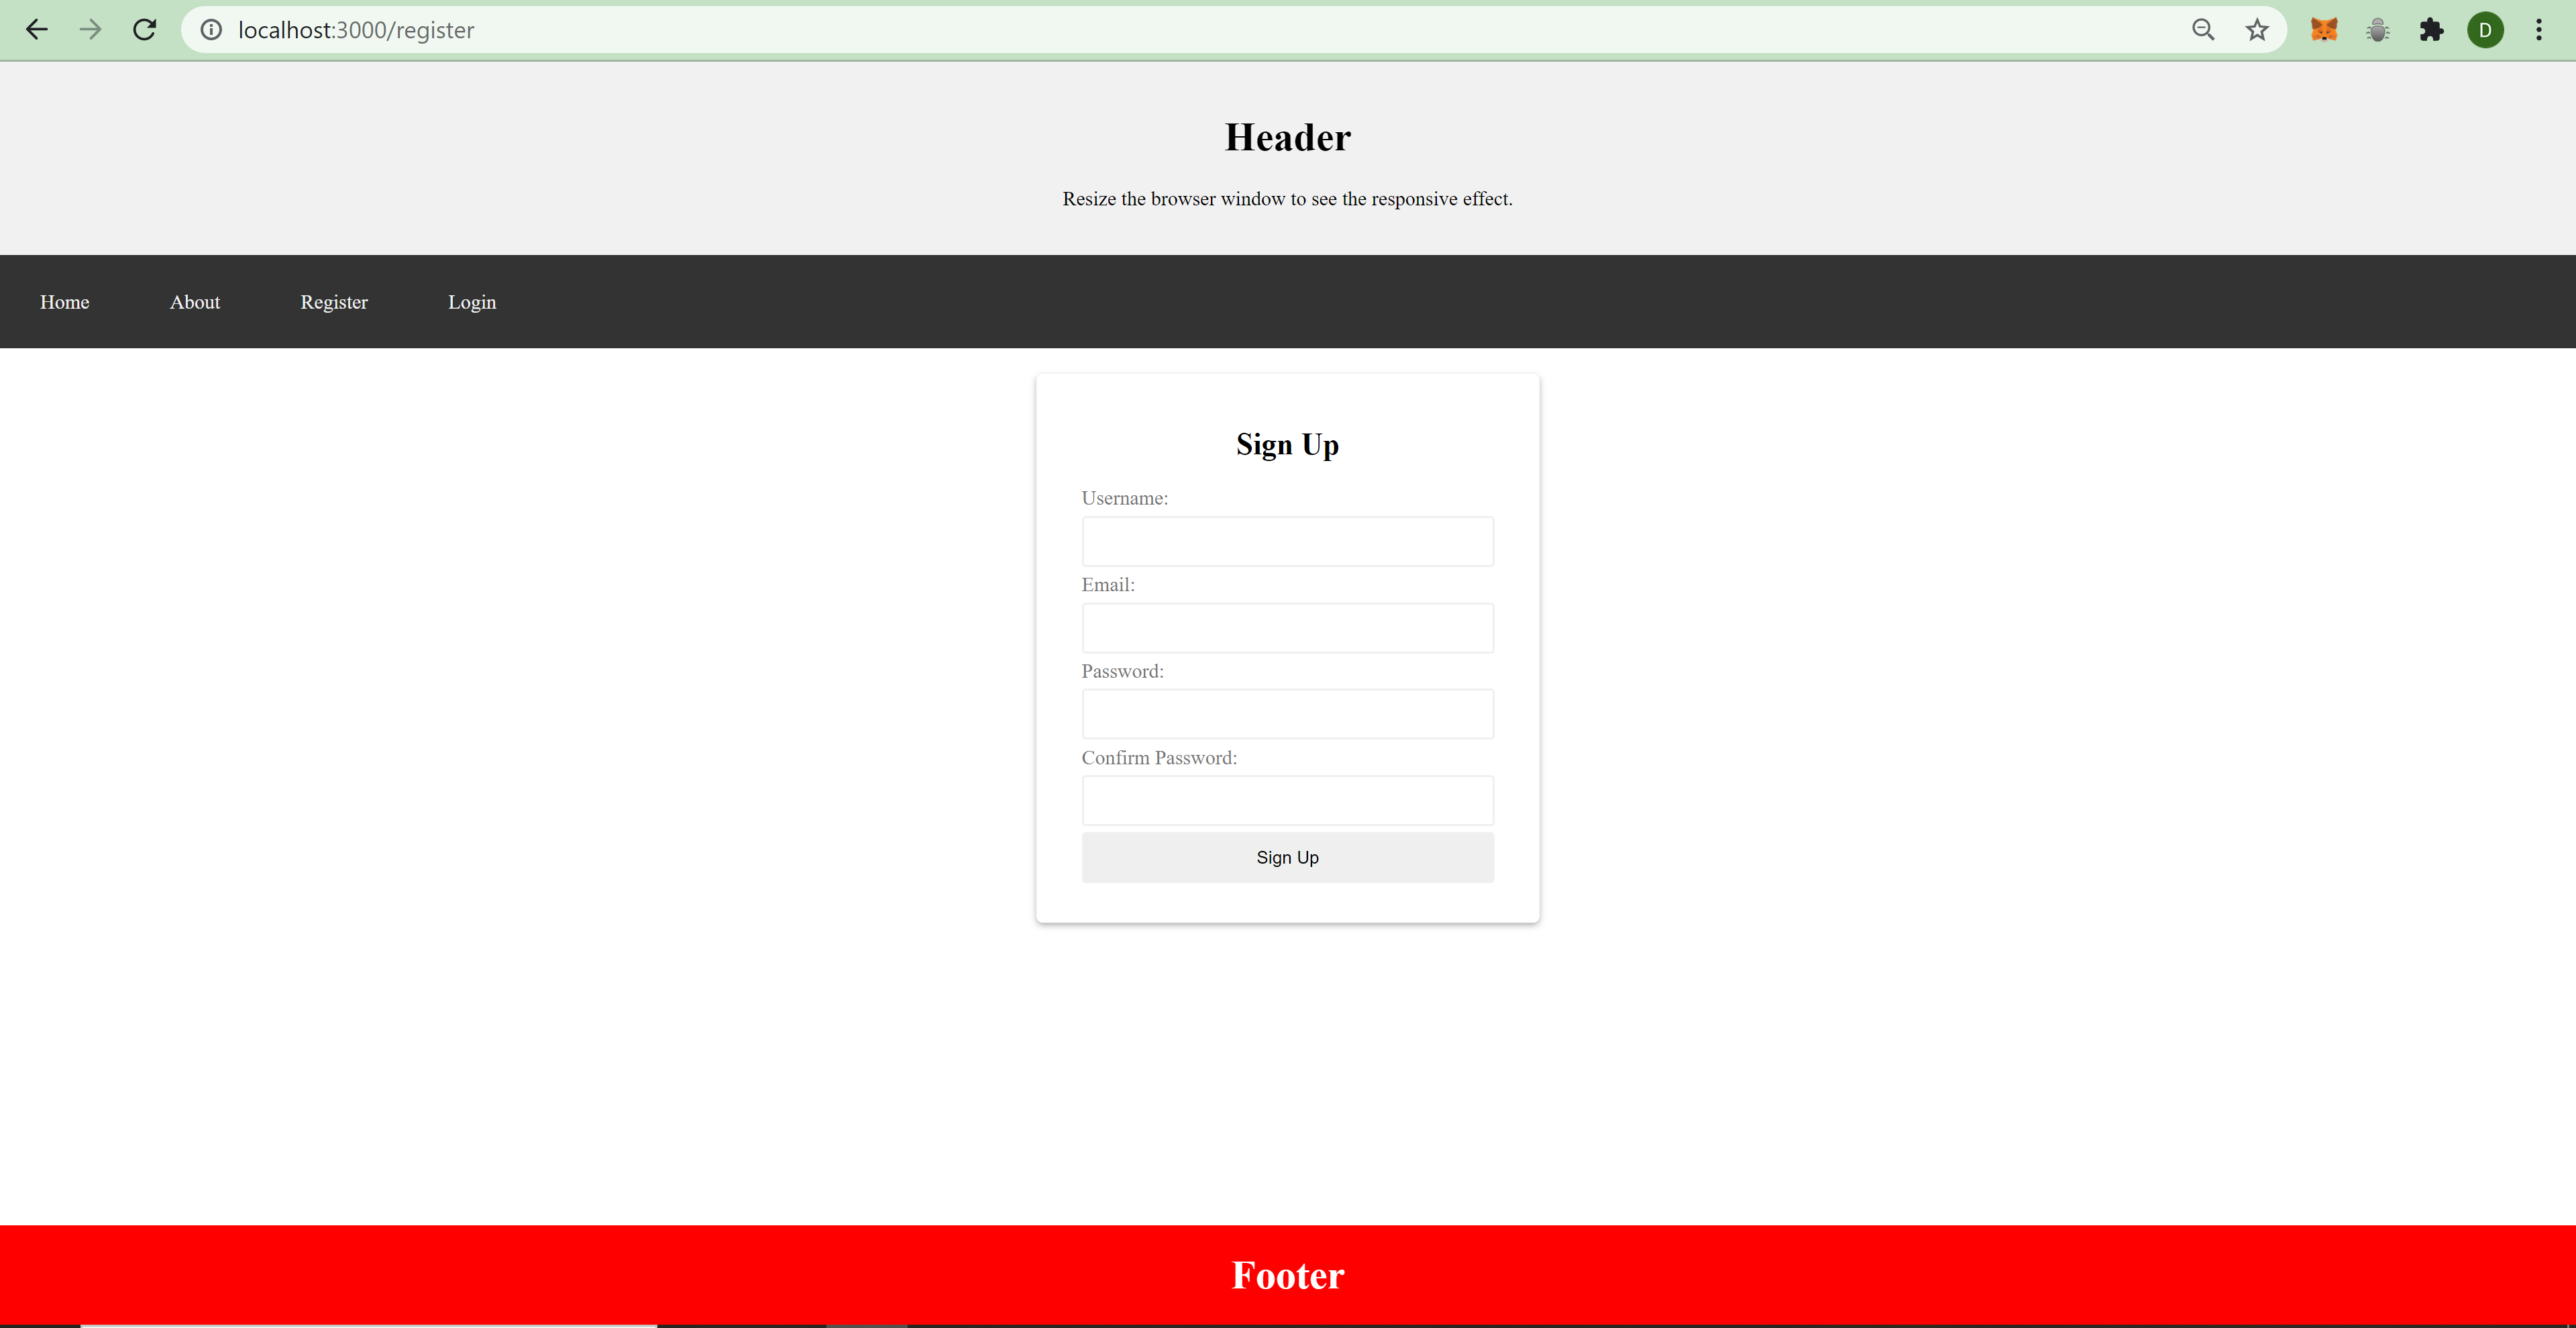 localhost:3000/register
D
Header
Resize the browser window to see the responsive effect.
Home About Register Login
Sign Up
Username:
Email:
Password:
Confirm Password:
Sign Up
Footer